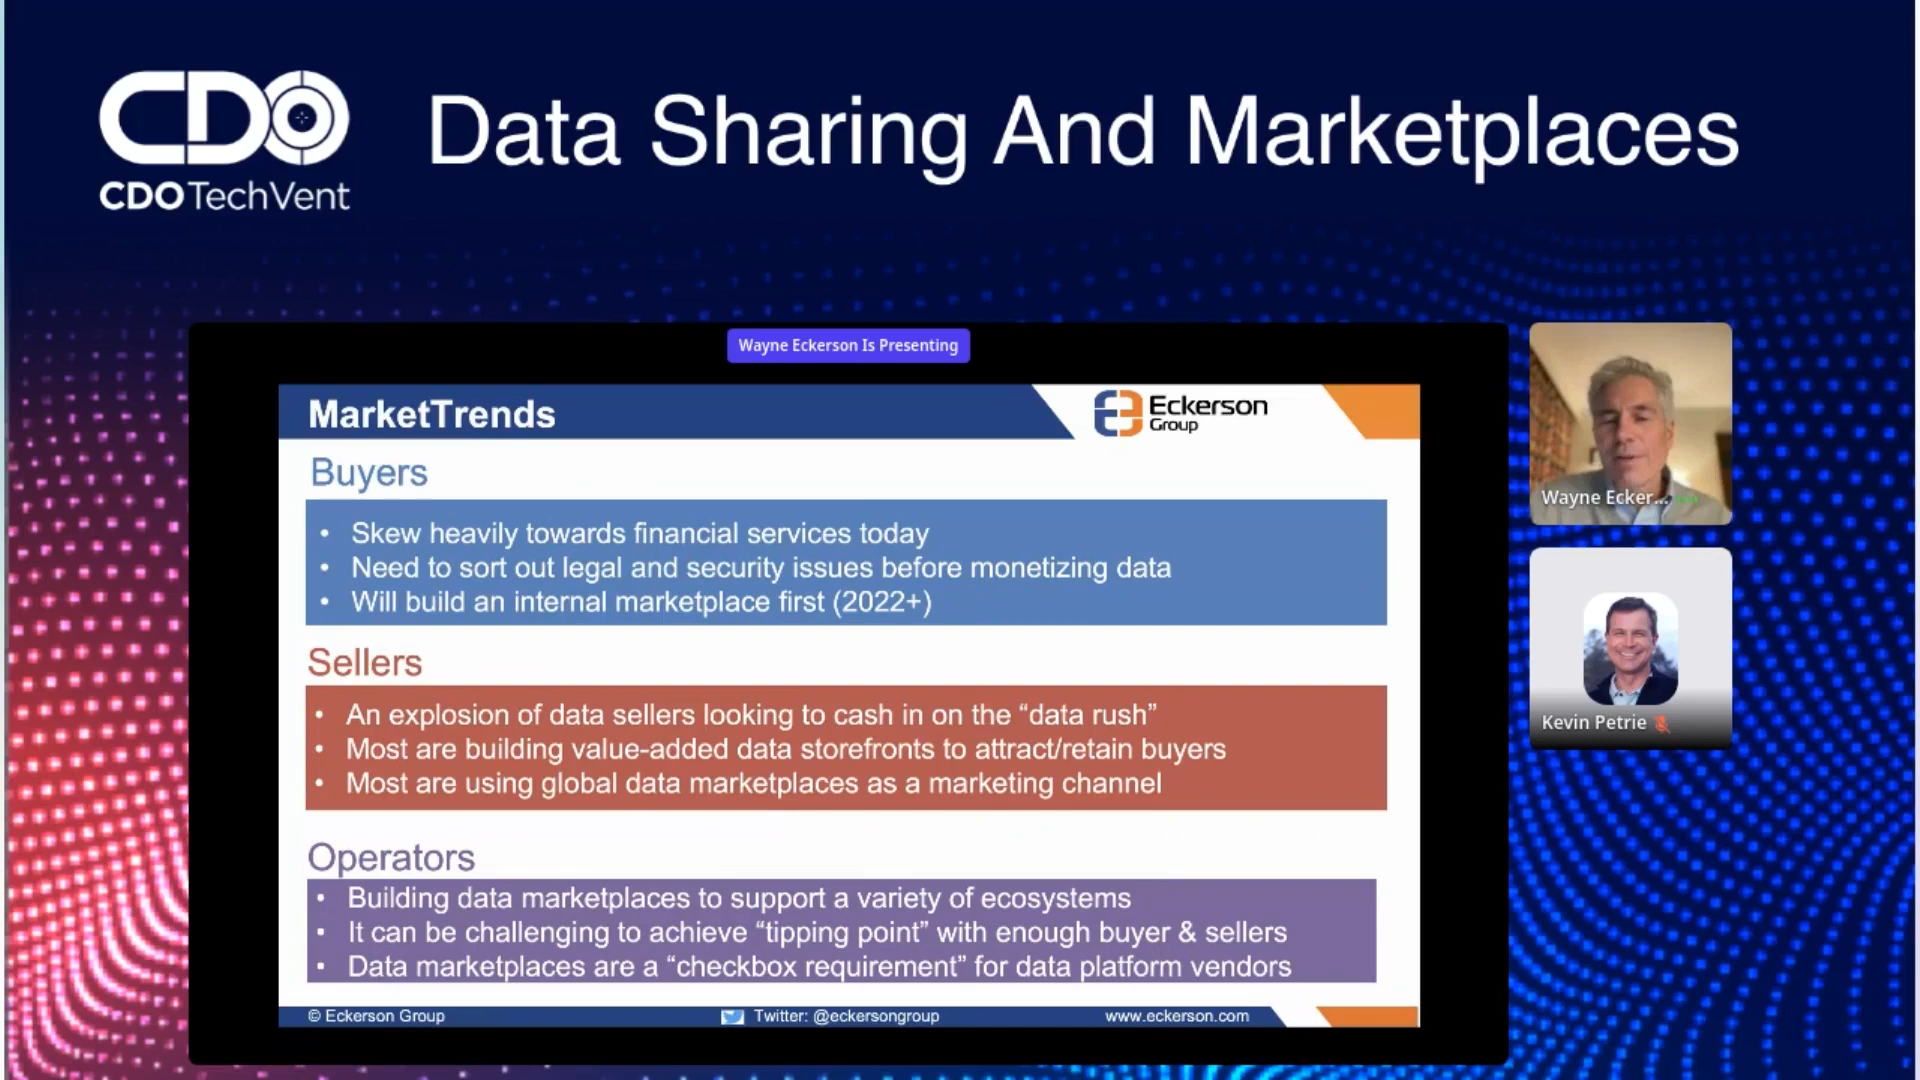 CDO
CDO TechVent
Data Sharing And Marketplaces
Wayne Eckerson Is Presenting
MarketTrends
Eckerson
Group
Buyers
• Skew heavily towards financial services today
• Need to sort out legal and security issues before monetizing data
• Will build an internal marketplace first (2022+)
Sellers
• An explosion of data sellers looking to cash in on the “data rush”
• Most are building value-added data storefronts to attract/retain buyers
• Most are using global data marketplaces as a marketing channel
Operators
• Building data marketplaces to support a variety of ecosystems
• It can be challenging to achieve “tipping point” with enough buyer & sellers
• Data marketplaces are a “checkbox requirement” for data platform vendors
© Eckerson Group
Twitter: @eckersongroup
www.eckerson.com
Wayne Ecker...
Kevin Petrie